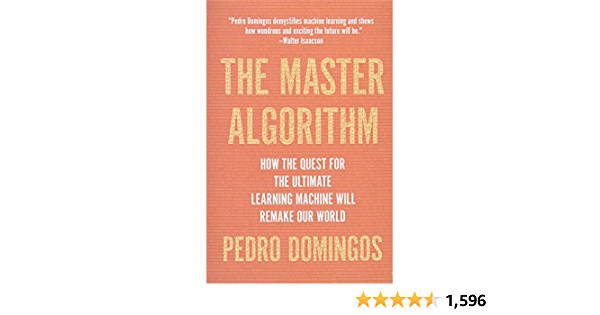 "Pedro Domingos demystifies machine learning and shows
how wondrous and exciting the future will be."
–Walter Isaacson
THE MASTER
ALGORITHM
HOW THE QUEST FOR
THE ULTIMATE
LEARNING MACHINE WILL
REMAKE OUR WORLD
PEDRO DOMINGOS
1,596